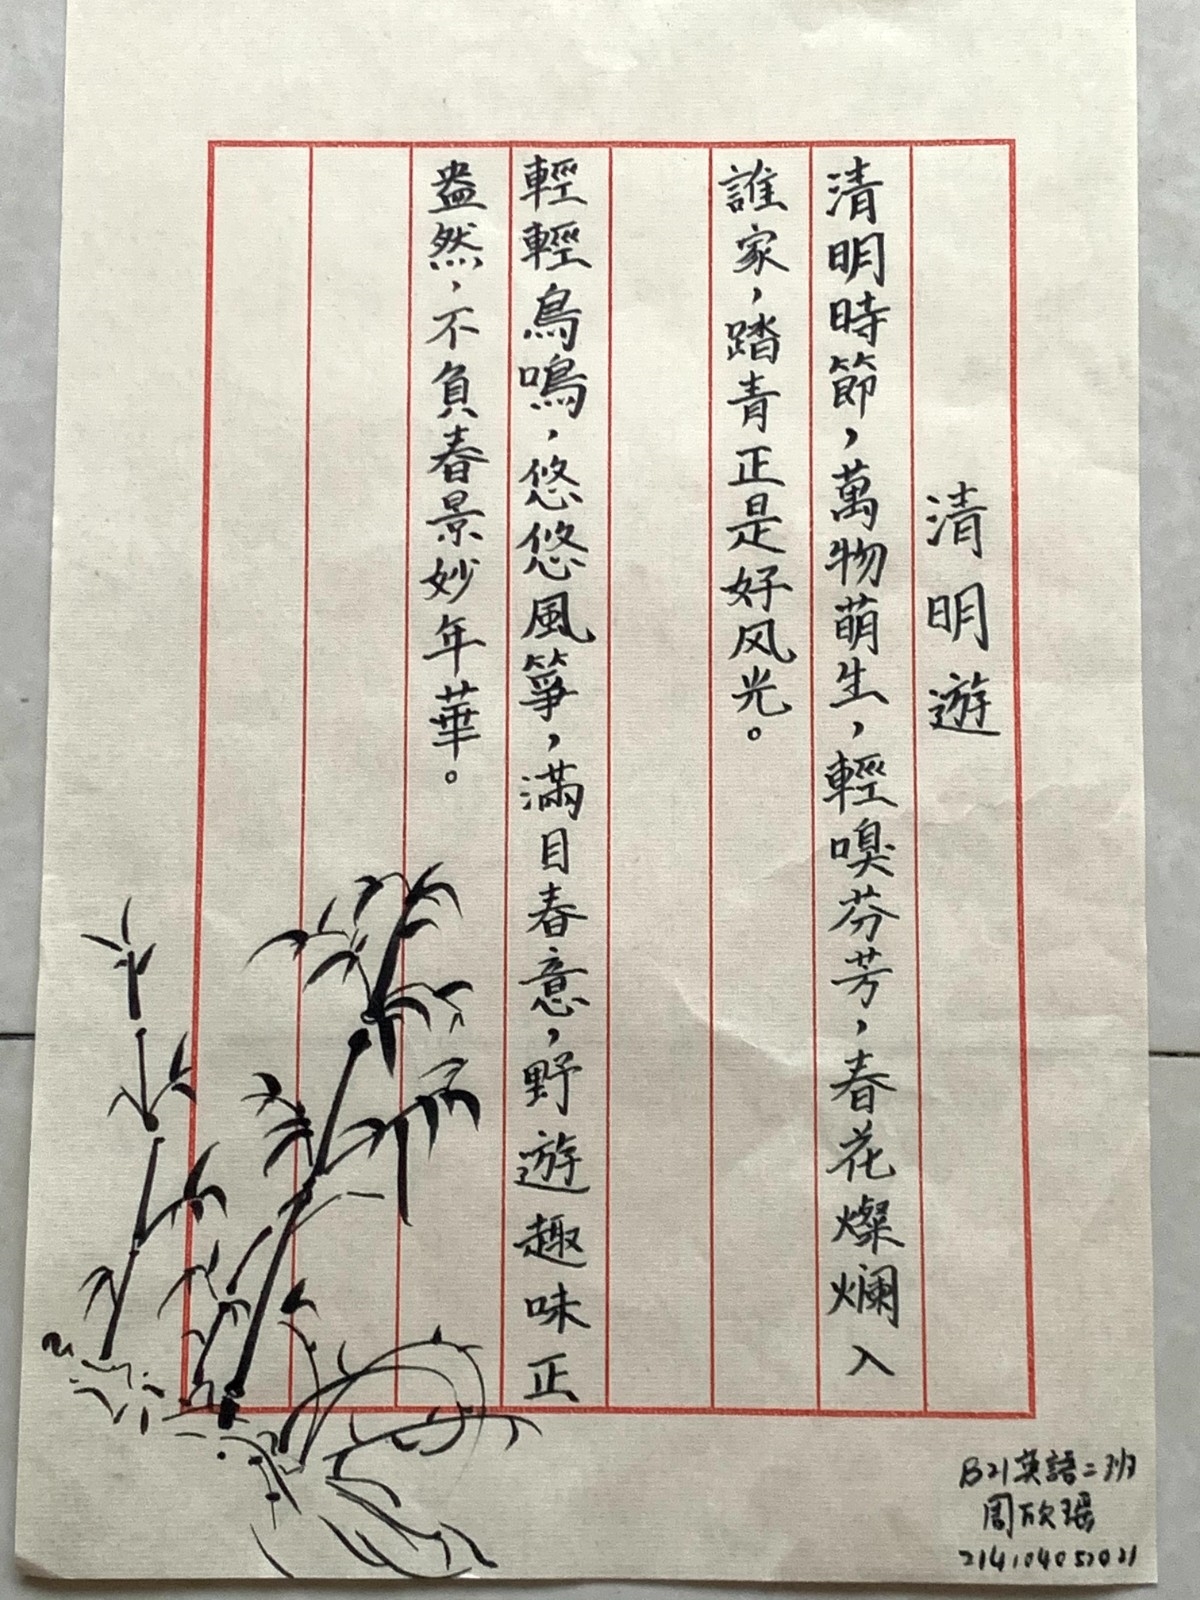 清明遊
清明時節，萬物萌生，輕嗅芬芳，春花燦爛入
誰家，踏青正是好风光。
輕輕鳥鳴，悠悠風箏，滿目春意，野遊趣味正
盎然，不負春景妙年華。
B21英語二班
周欣瑶
214104052021